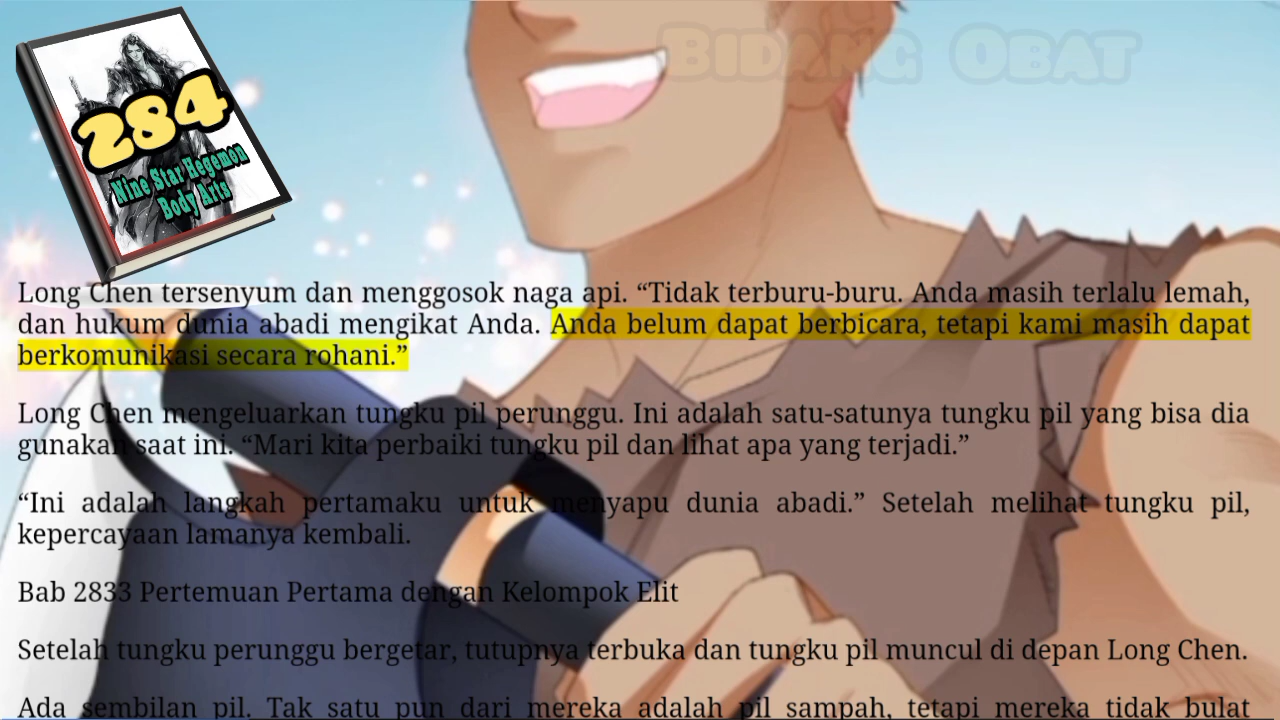 Bidang Obat
284
Nine Star Hegemon
Body Arts
Long Chen tersenyum dan menggosok naga api. “Tidak terburu-buru. Anda masih terlalu lemah,
dan hukum dunia abadi mengikat Anda. Anda belum dapat berbicara, tetapi kami masih dapat
berkomunikasi secara rohani.”
Long Chen mengeluarkan tungku pil perunggu. Ini adalah satu-satunya tungku pil yang bisa dia
gunakan saat ini. “Mari kita perbaiki tungku pil dan lihat apa yang terjadi.”
“Ini adalah langkah pertamaku untuk menyapu dunia abadi.” Setelah melihat tungku pil,
kepercayaan lamanya kembali.
Bab 2833 Pertemuan Pertama dengan Kelompok Elit
Setelah tungku perunggu bergetar, tutupnya terbuka dan tungku pil muncul di depan Long Chen.
Ada sembilan pil. Tak satu pun dari mereka adalah pil sampah, tetapi mereka tidak bulat